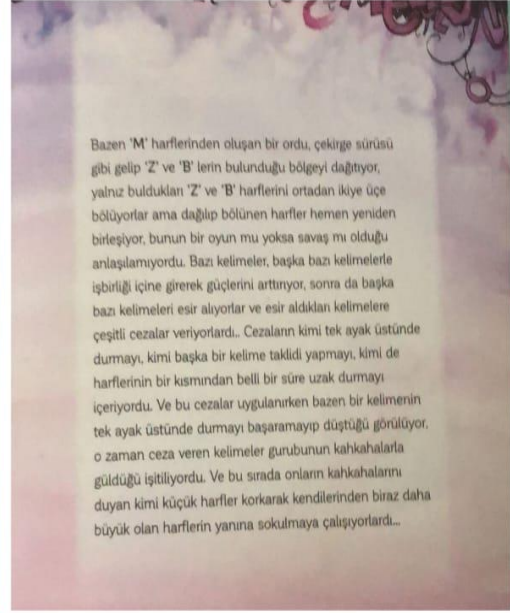 Bazen 'M' harflerinden oluşan bir ordu, çekirge sürüsü
gibi gelip 'Z' ve 'B' lerin bulunduğu bölgeyi dağıtıyor,
yalnız buldukları 'Z' ve 'B' harflerini ortadan ikiye üçe
bölüyorlar ama dağılıp bölünen harfler hemen yeniden
birleşiyor, bunun bir oyun mu yoksa savaş mı olduğu
anlaşılamıyordu. Bazı kelimeler, başka bazı kelimelerle
işbirliği içine girerek güçlerini arttırıyor, sonra da başka
bazı kelimeleri esir alıyorlar ve esir aldıkları kelimelere
çeşitli cezalar veriyorlardı.. Cezaların kimi tek ayak üstünde
durmayı, kimi başka bir kelime taklidi yapmayı, kimi de
harflerinin bir kısmından belli bir süre uzak durmayı
içeriyordu. Ve bu cezalar uygulanırken bazen bir kelimenin
tek ayak üstünde durmayı başaramayıp düştüğü görülüyor,
o zaman ceza veren kelimeler gurubunun kahkahalarla
güldüğü işitiliyordu. Ve bu sırada onların kahkahalarını
duyan kimi küçük harfler korkarak kendilerinden biraz daha
büyük olan harflerin yanına sokulmaya çalışıyorlardı...